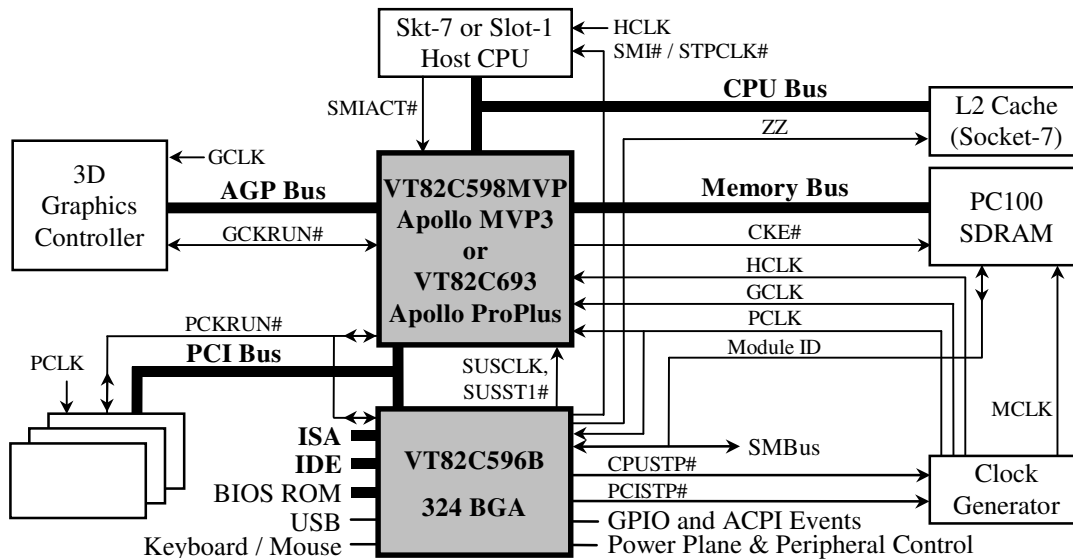 Skt-7 or Slot-1
Host CPU
HCLK
SMI# / STPCLK#
SMIACT#
CPU Bus
ZZ
L2 Cache
(Socket-7)
3D
Graphics
Controller
GCLK
AGP Bus
GCKRUN#
VT82C598MVP
Apollo MVP3
or
VT82C693
Apollo ProPlus
Memory Bus
CKE#
PC100
SDRAM
HCLK
GCLK
PCLK
Module ID
PCKRUN#
PCI Bus
PCLK
SUSCLK,
SUSST1#
MCLK
ISA
IDE
BIOS ROM
USB
Keyboard / Mouse
VT82C596B
324 BGA
SMBus
CPUSTP#
PCISTP#
Clock
Generator
GPIO and ACPI Events
Power Plane & Peripheral Control